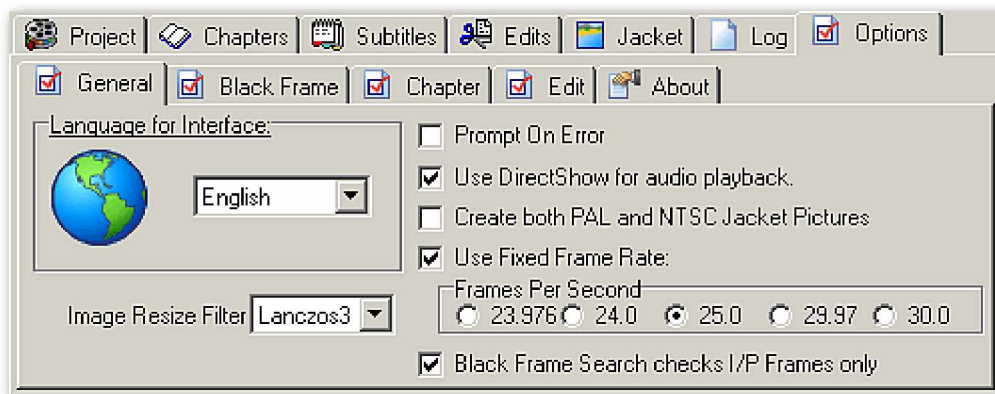 Project Chapters Subtitles Edits Jacket Log Options
General Black Frame Chapter Edit About
Language for Interface:
English
Image Resize Filter Lanczos3
Prompt On Error
Use DirectShow for audio playback.
Create both PAL and NTSC Jacket Pictures
Use Fixed Frame Rate:
Frames Per Second
23.976 24.0 25.0 29.97 30.0
Black Frame Search checks I/P Frames only